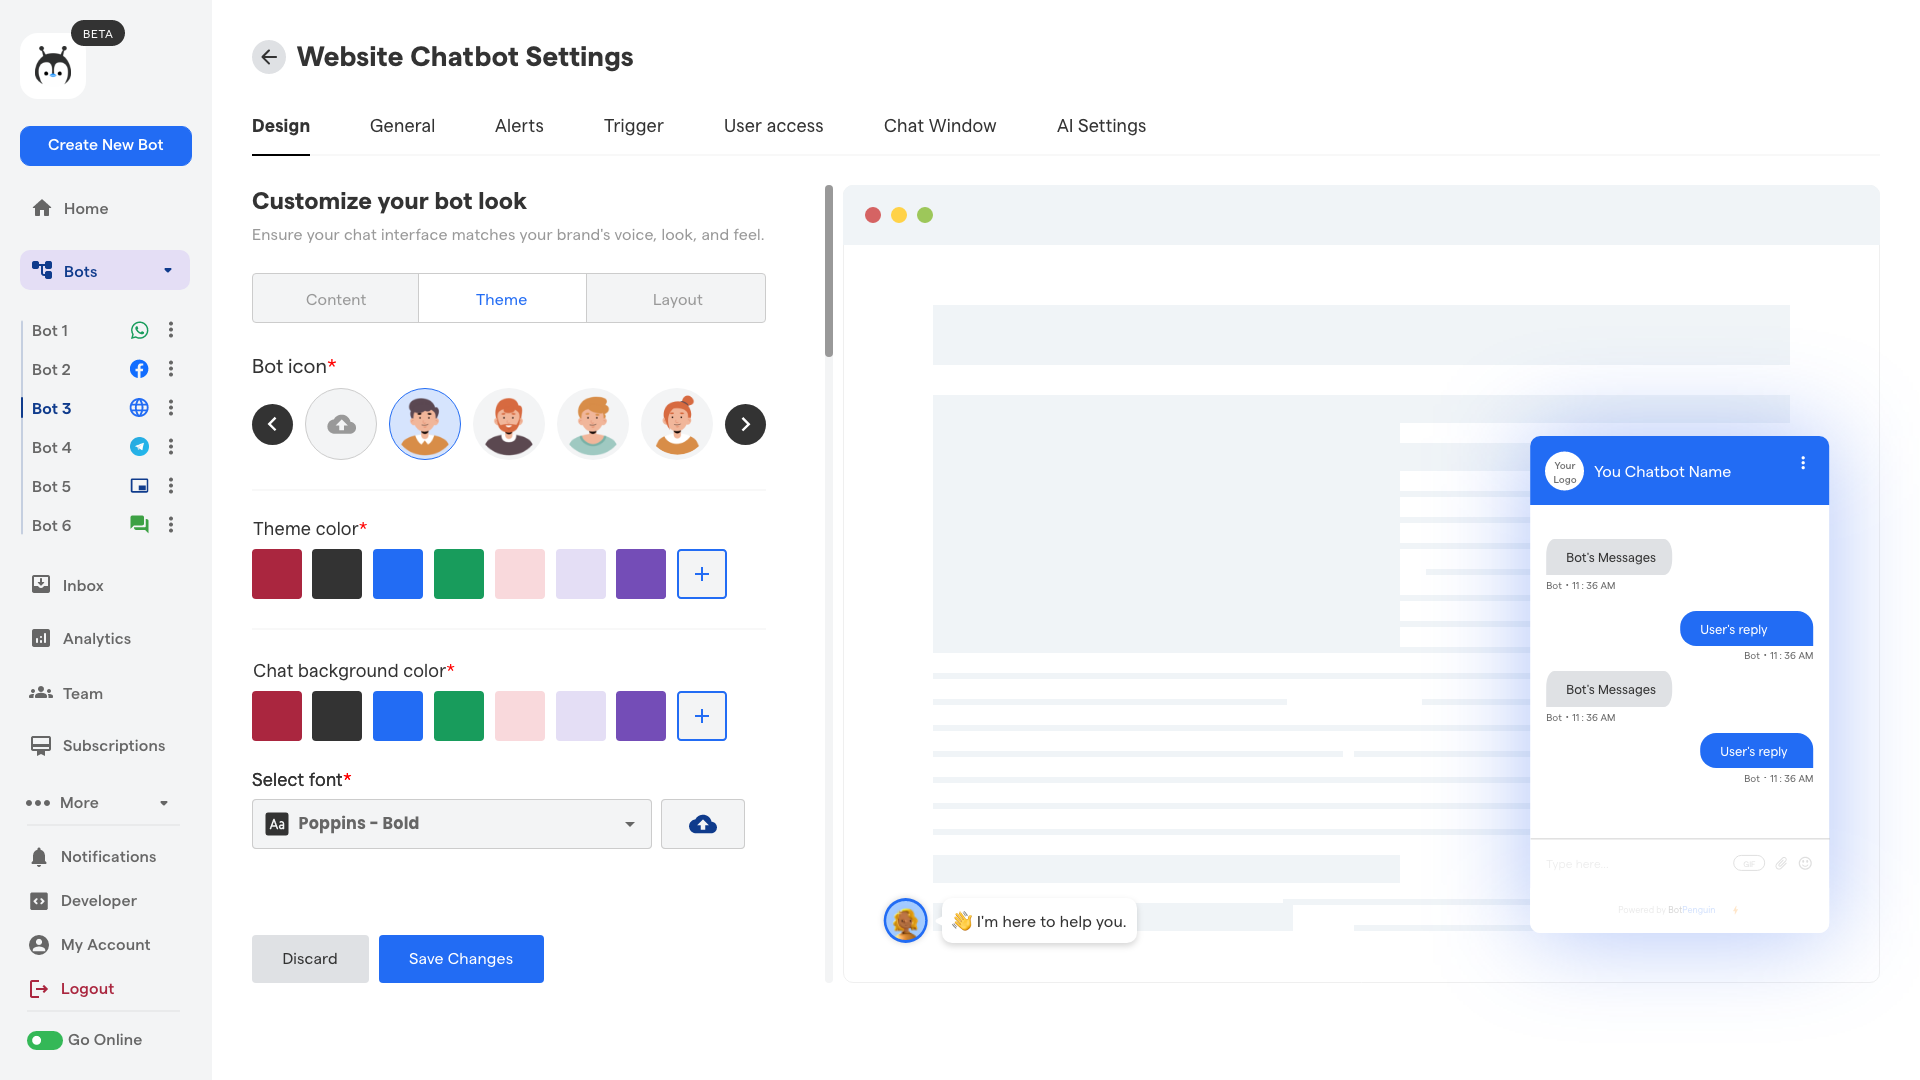 BETA
Create New Bot
Home
Bots
Bot 1
Bot 2
Bot 3
Bot 4
Bot 5
Bot 6
Inbox
Analytics
Team
Subscriptions
More
Notifications
Developer
My Account
Logout
Go Online
Website Chatbot Settings
Design
General
Alerts
Trigger
User access
Chat Window
AI Settings
Customize your bot look
Ensure your chat interface matches your brand's voice, look, and feel.
Content
Theme
Layout
Bot icon*
Theme color*
Chat background color*
Select font*
Aa Poppins - Bold
Discard
Save Changes
👋 I'm here to help you.
Your
Logo
You Chatbot Name
Bot's Messages
Bot • 11 : 36 AM
User's reply
Bot • 11 : 36 AM
Bot's Messages
Bot • 11 : 36 AM
User's reply
Bot • 11 : 36 AM
Type here...
GIF
Powered by BotPenguin